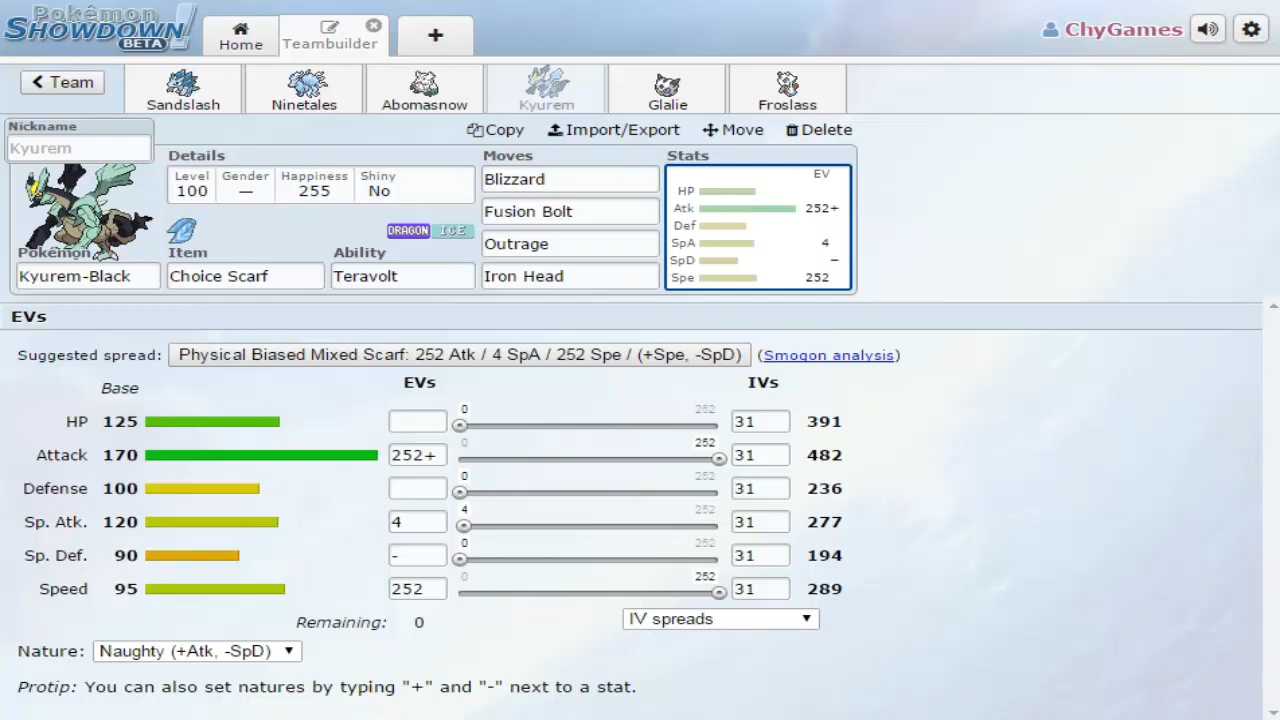 Pokémon
SHOWDOWN!
BETA
Home
Teambuilder
+
ChyGames
Team
Sandslash
Ninetales
Abomasnow
Kyurem
Glalie
Froslass
Nickname
Kyurem
Copy
Import/Export
Move
Delete
Details
Level
100
Gender
—
Happiness
255
Shiny
No
DRAGON
ICE
Pokémon
Kyurem-Black
Item
Choice Scarf
Ability
Teravolt
Moves
Blizzard
Fusion Bolt
Outrage
Iron Head
Stats
EV
HP
Atk 252+
Def
SpA 4
SpD −
Spe 252
EVs
Suggested spread: Physical Biased Mixed Scarf: 252 Atk / 4 SpA / 252 Spe / (+Spe, -SpD) (Smogon analysis)
Base EVs IVs
HP 125 0 252 31 391
Attack 170 252+ 0 252 31 482
Defense 100 0 252 31 236
Sp. Atk. 120 4 4 252 31 277
Sp. Def. 90 - 0 252 31 194
Speed 95 252 0 252 31 289
Remaining: 0 IV spreads
Nature: Naughty (+Atk, -SpD)
Protip: You can also set natures by typing "+" and "-" next to a stat.